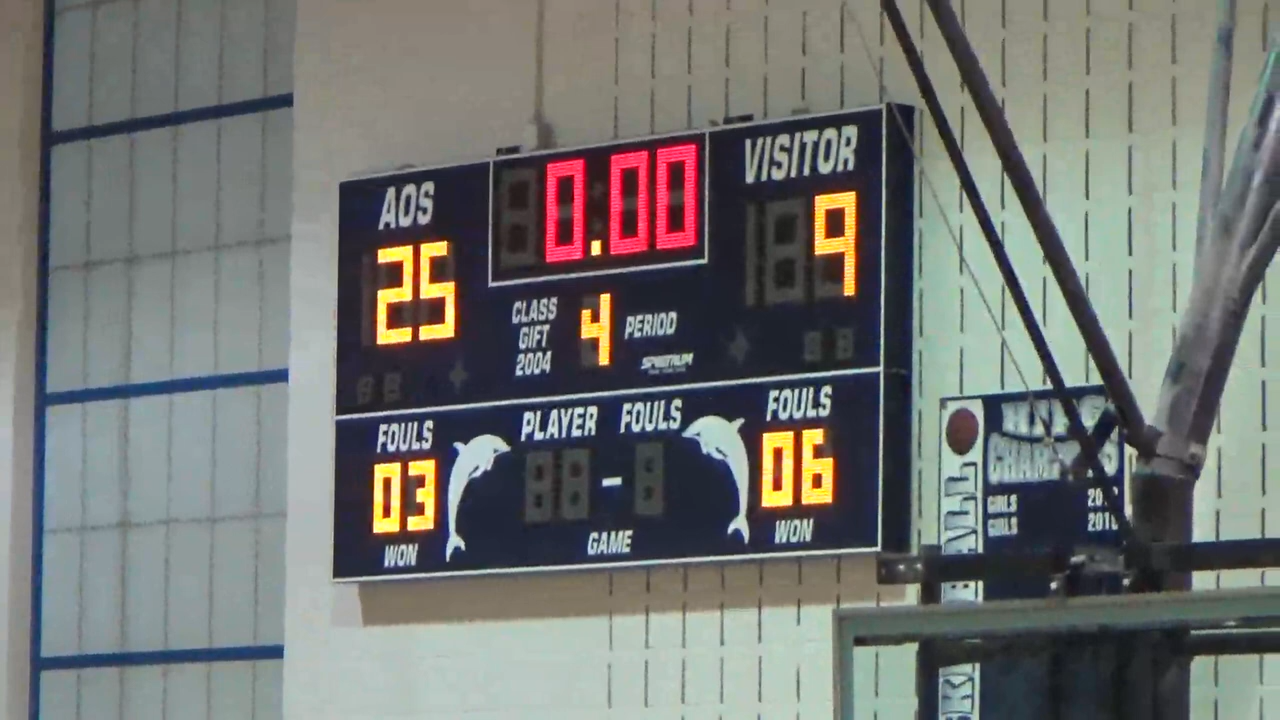 AOS
25
0.00
VISITOR
9
CLASS
GIFT
2004
4
PERIOD
SPECTRUM
FOULS
03
WON
PLAYER FOULS
-
GAME
FOULS
06
WON
GIRLS
GIRLS